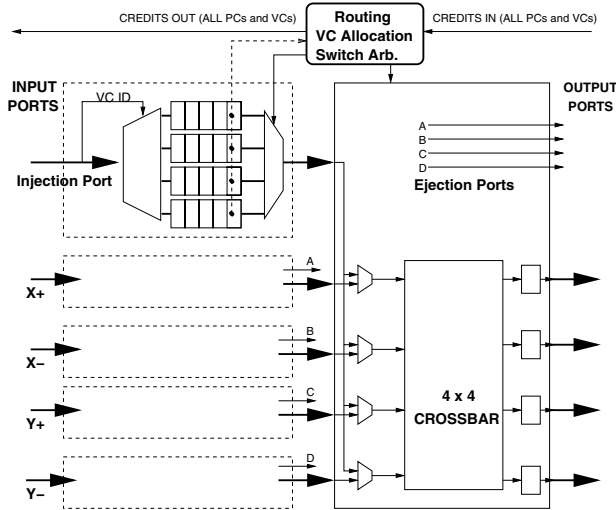 CREDITS OUT (ALL PCs and VCs)
Routing
VC Allocation
Switch Arb.
CREDITS IN (ALL PCs and VCs)
INPUT
PORTS
VC ID
OUTPUT
PORTS
A
B
C
D
Injection Port
Ejection Ports
A
X+
B
X−
C
Y+
4 x 4
CROSSBAR
D
Y−